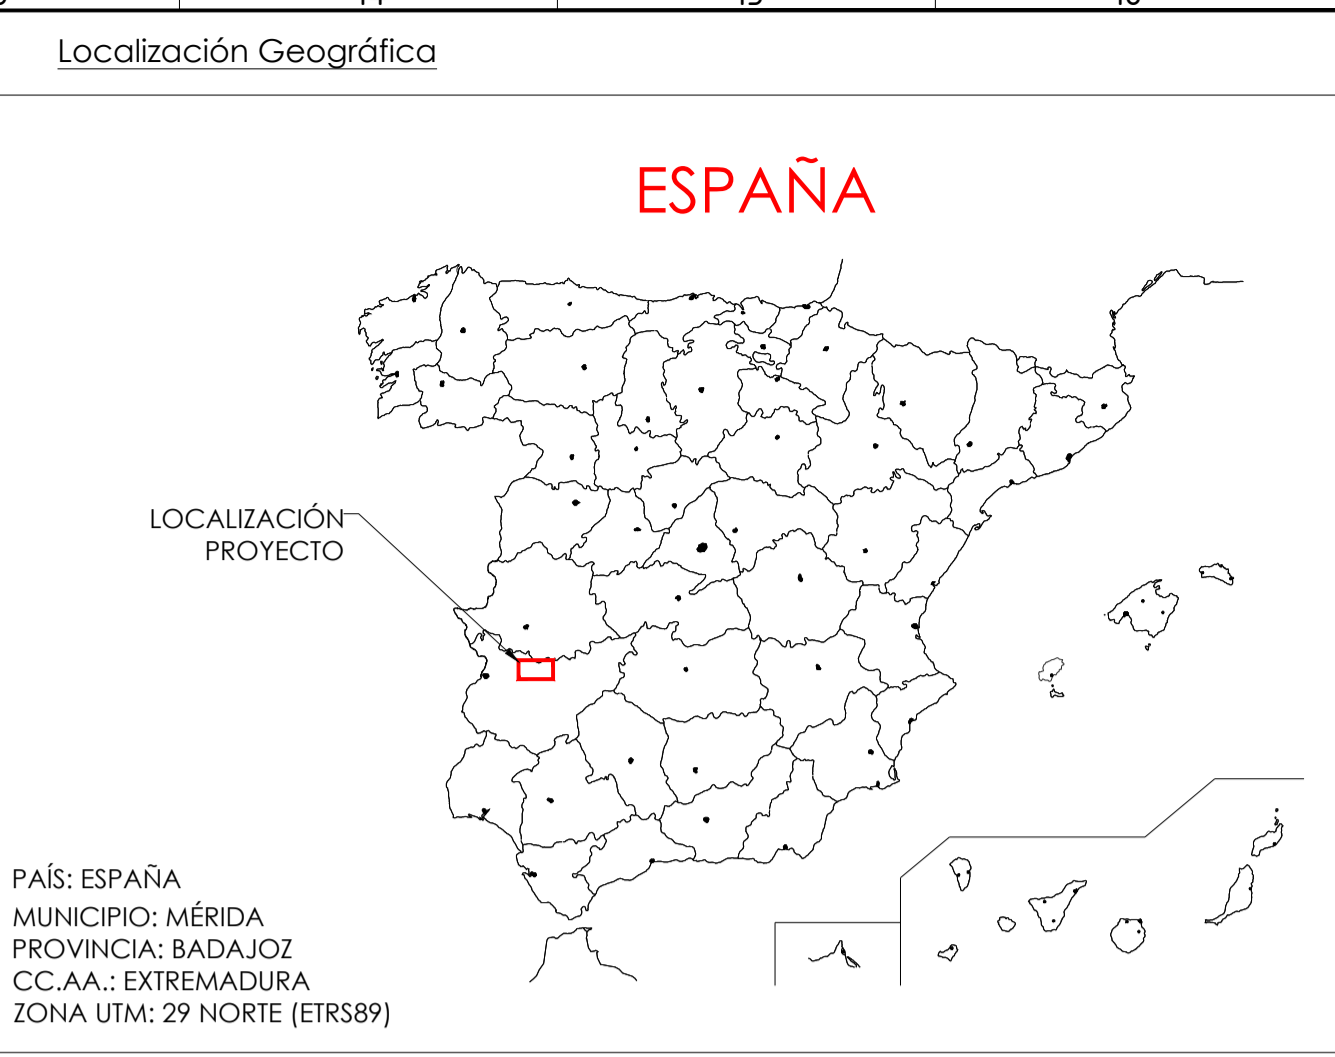 Localización Geográfica
ESPAÑA
LOCALIZACIÓN
PROYECTO
PAÍS: ESPAÑA
MUNICIPIO: MÉRIDA
PROVINCIA: BADAJOZ
CC.AA.: EXTREMADURA
ZONA UTM: 29 NORTE (ETRS89)